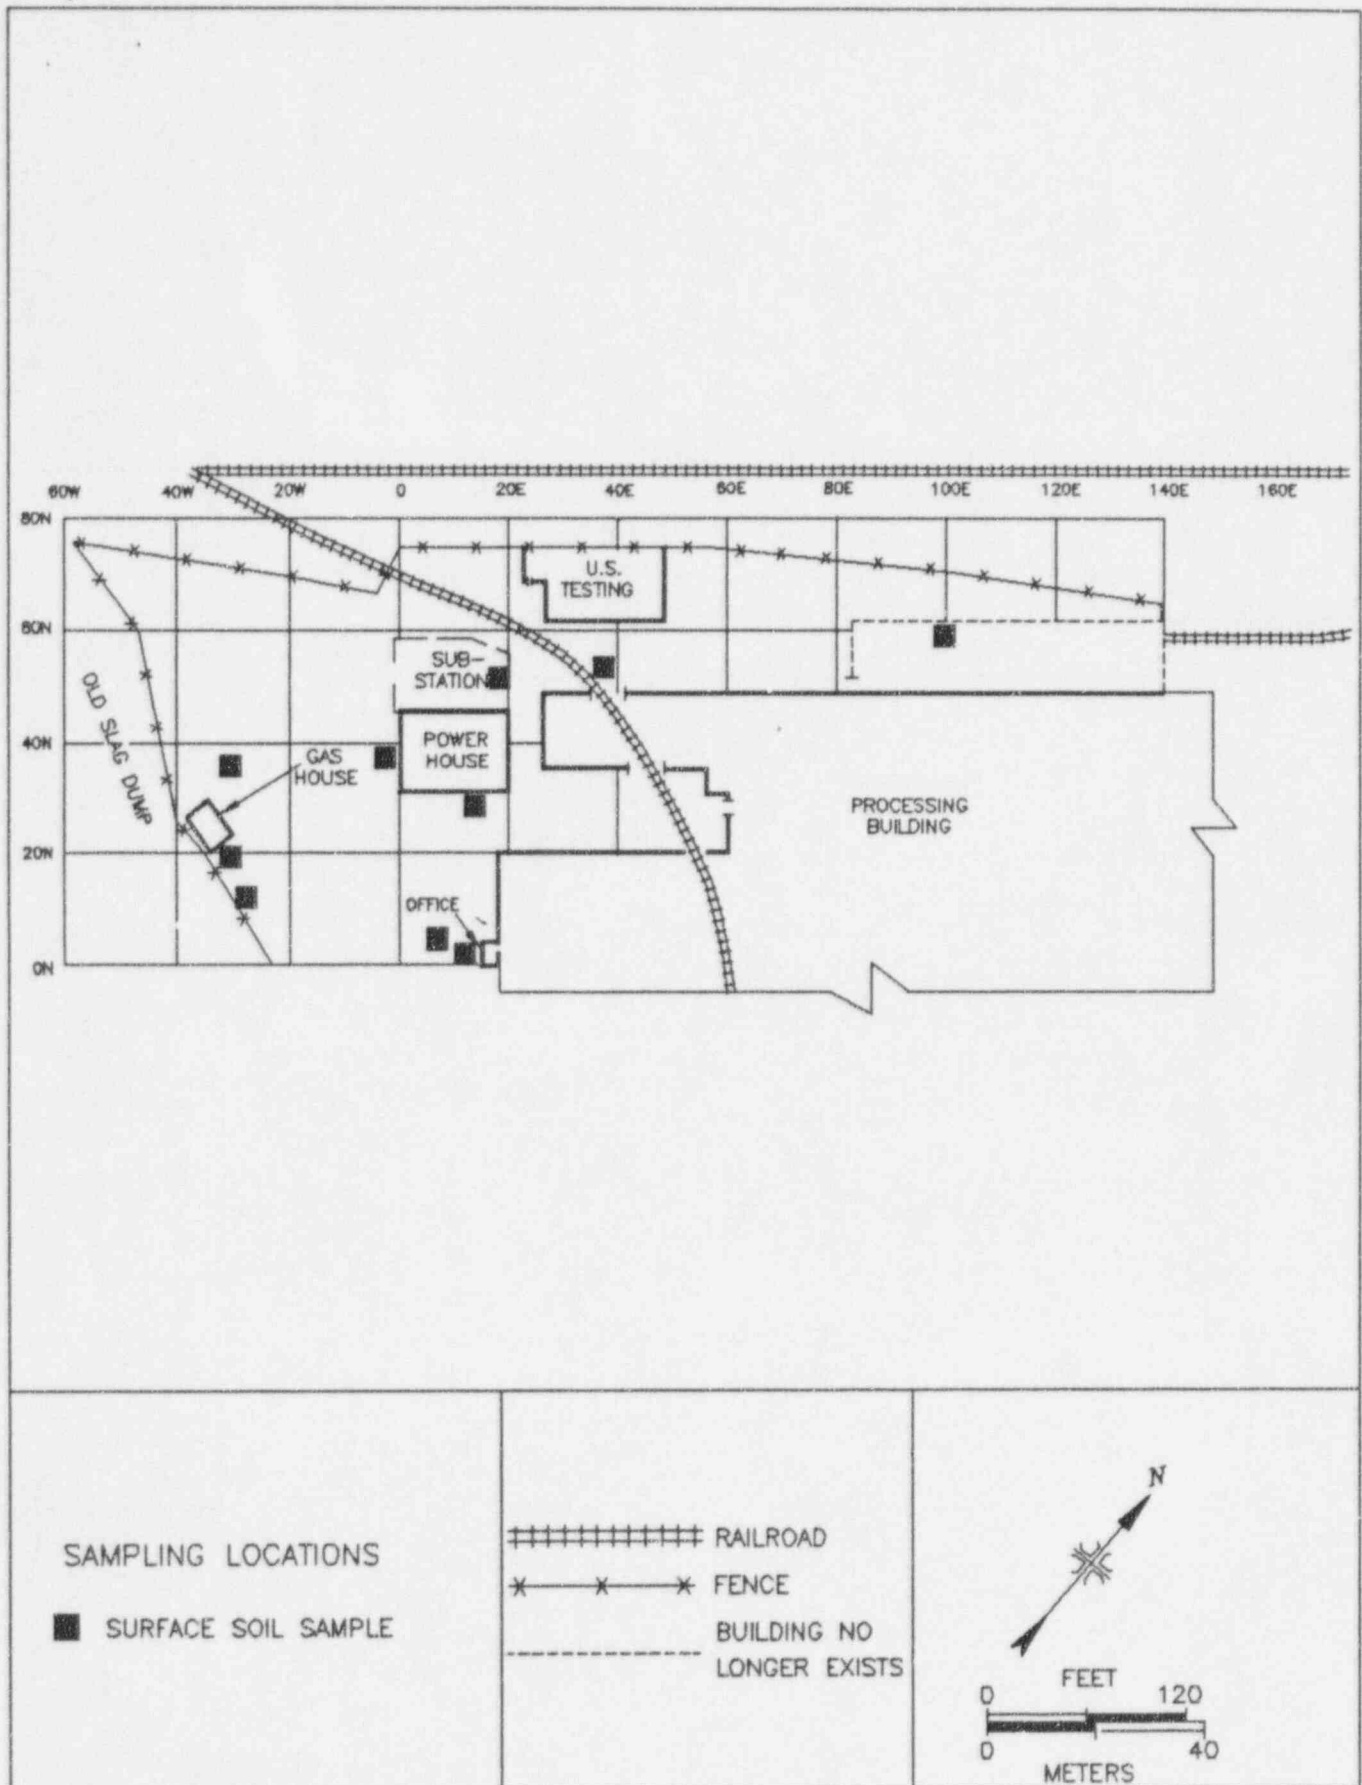 60W 40W 20W 0 20E 40E 60E 80E 100E 120E 140E 160E
80N
60N
40N
20N
0N
U.S.
TESTING
SUB-
STATION
POWER
HOUSE
GAS
HOUSE
OLD SLAG DUMP
OFFICE
PROCESSING
BUILDING
SAMPLING LOCATIONS
SURFACE SOIL SAMPLE
RAILROAD
FENCE
BUILDING NO
LONGER EXISTS
N
FEET
0 120
0 40
METERS